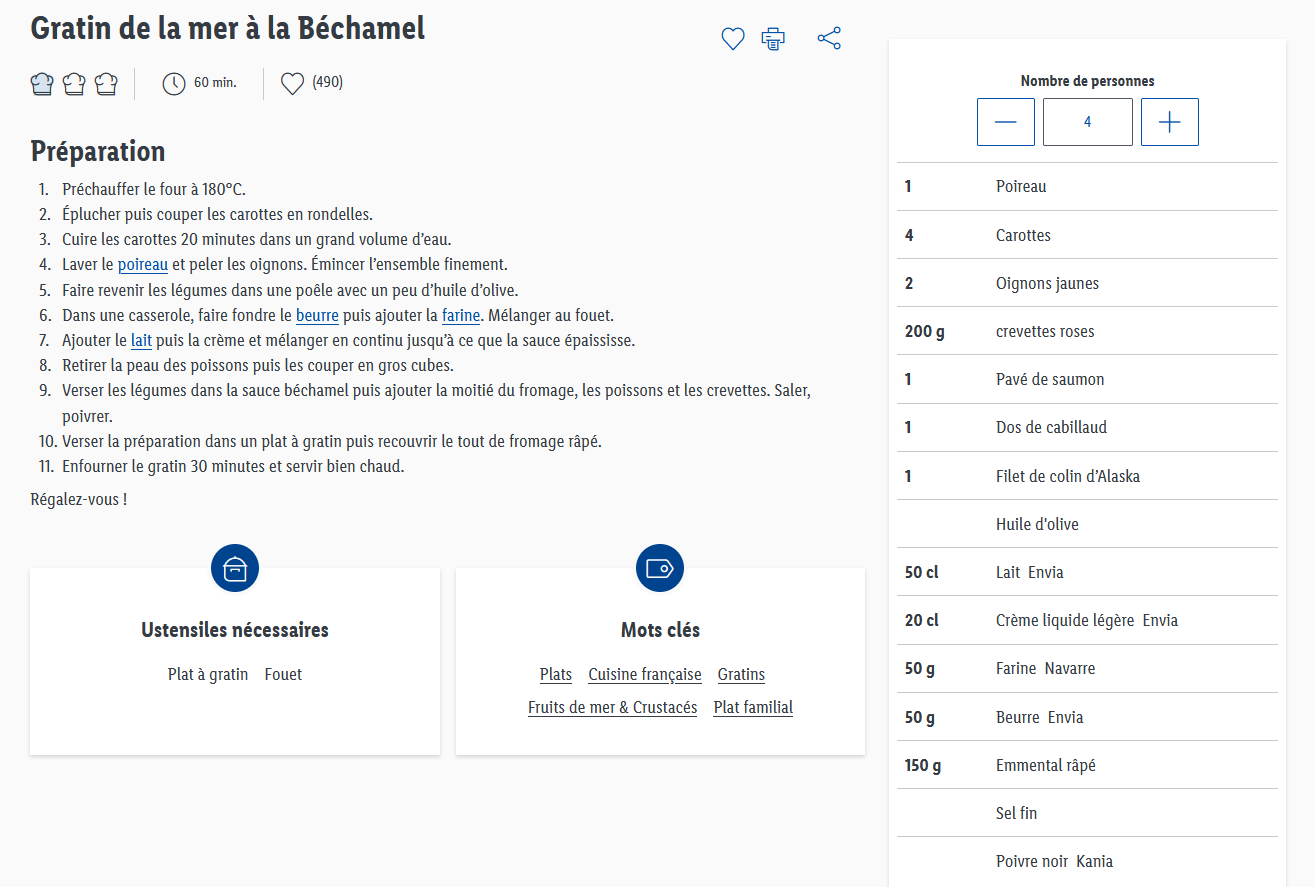 Gratin de la mer à la Béchamel
60 min.
(490)
Préparation
1. Préchauffer le four à 180°C.
2. Éplucher puis couper les carottes en rondelles.
3. Cuire les carottes 20 minutes dans un grand volume d’eau.
4. Laver le poireau et peler les oignons. Émincer l’ensemble finement.
5. Faire revenir les légumes dans une poêle avec un peu d’huile d’olive.
6. Dans une casserole, faire fondre le beurre puis ajouter la farine. Mélanger au fouet.
7. Ajouter le lait puis la crème et mélanger en continu jusqu’à ce que la sauce épaississe.
8. Retirer la peau des poissons puis les couper en gros cubes.
9. Verser les légumes dans la sauce béchamel puis ajouter la moitié du fromage, les poissons et les crevettes. Saler,
poivrer.
10. Verser la préparation dans un plat à gratin puis recouvrir le tout de fromage râpé.
11. Enfourner le gratin 30 minutes et servir bien chaud.
Régalez-vous !
Ustensiles nécessaires
Plat à gratin Fouet
Mots clés
Plats Cuisine française Gratins
Fruits de mer & Crustacés Plat familial
Nombre de personnes
4
1 Poireau
4 Carottes
2 Oignons jaunes
200 g crevettes roses
1 Pavé de saumon
1 Dos de cabillaud
1 Filet de colin d’Alaska
Huile d'olive
50 cl Lait Envia
20 cl Crème liquide légère Envia
50 g Farine Navarre
50 g Beurre Envia
150 g Emmental râpé
Sel fin
Poivre noir Kania